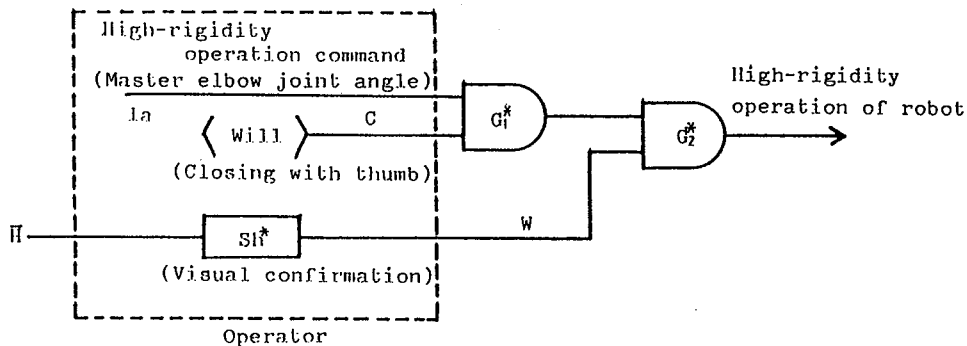 High-rigidity
operation command
(Master elbow joint angle)
Ia
C
⟨ Will ⟩
(Closing with thumb)
G₁*
G₂*
High-rigidity
operation of robot
H̅
Sh*
W
(Visual confirmation)
Operator